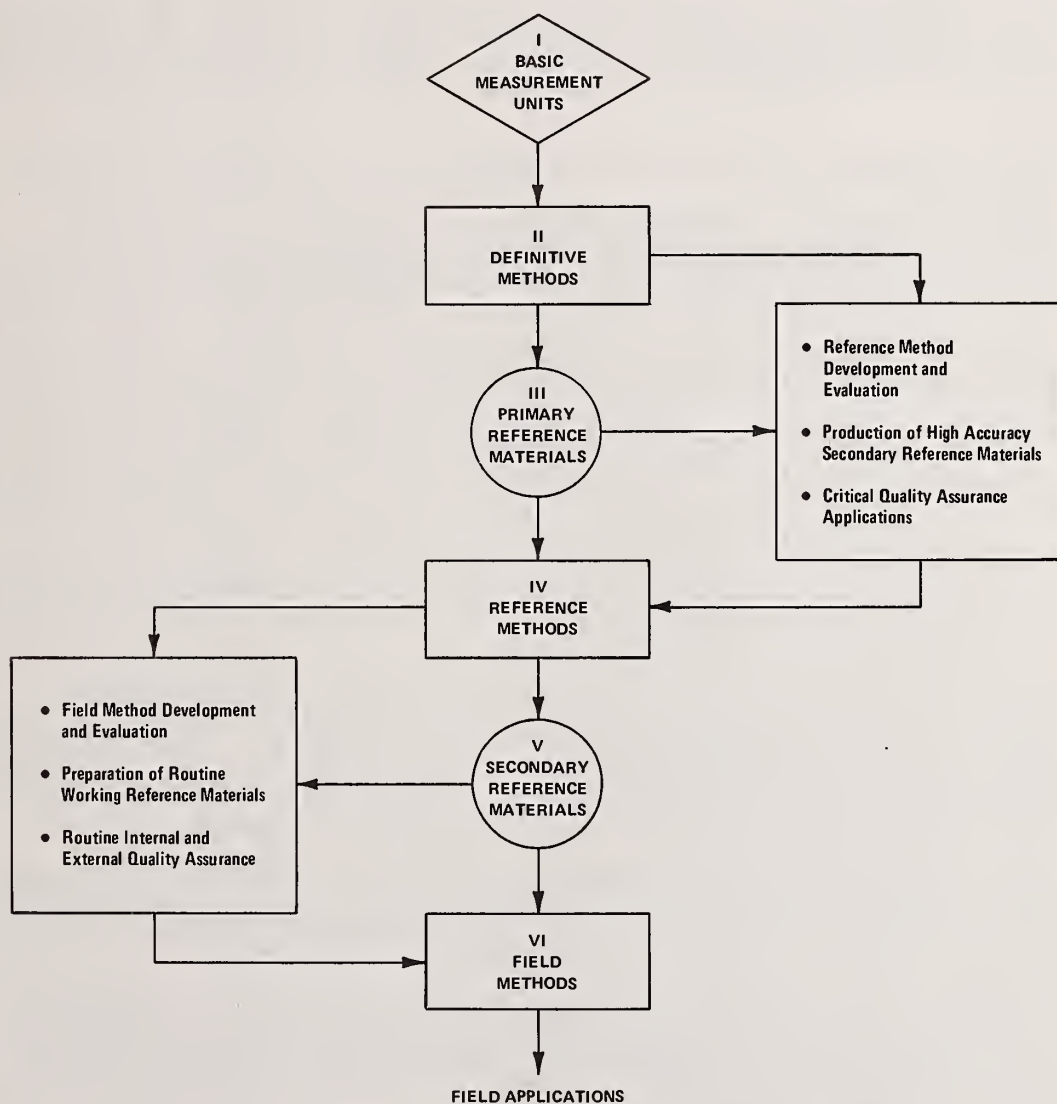 I
BASIC
MEASUREMENT
UNITS
II
DEFINITIVE
METHODS
• Reference Method
Development and
Evaluation
• Production of High Accuracy
Secondary Reference Materials
• Critical Quality Assurance
Applications
III
PRIMARY
REFERENCE
MATERIALS
IV
REFERENCE
METHODS
• Field Method Development
and Evaluation
• Preparation of Routine
Working Reference Materials
• Routine Internal and
External Quality Assurance
V
SECONDARY
REFERENCE
MATERIALS
VI
FIELD
METHODS
FIELD APPLICATIONS